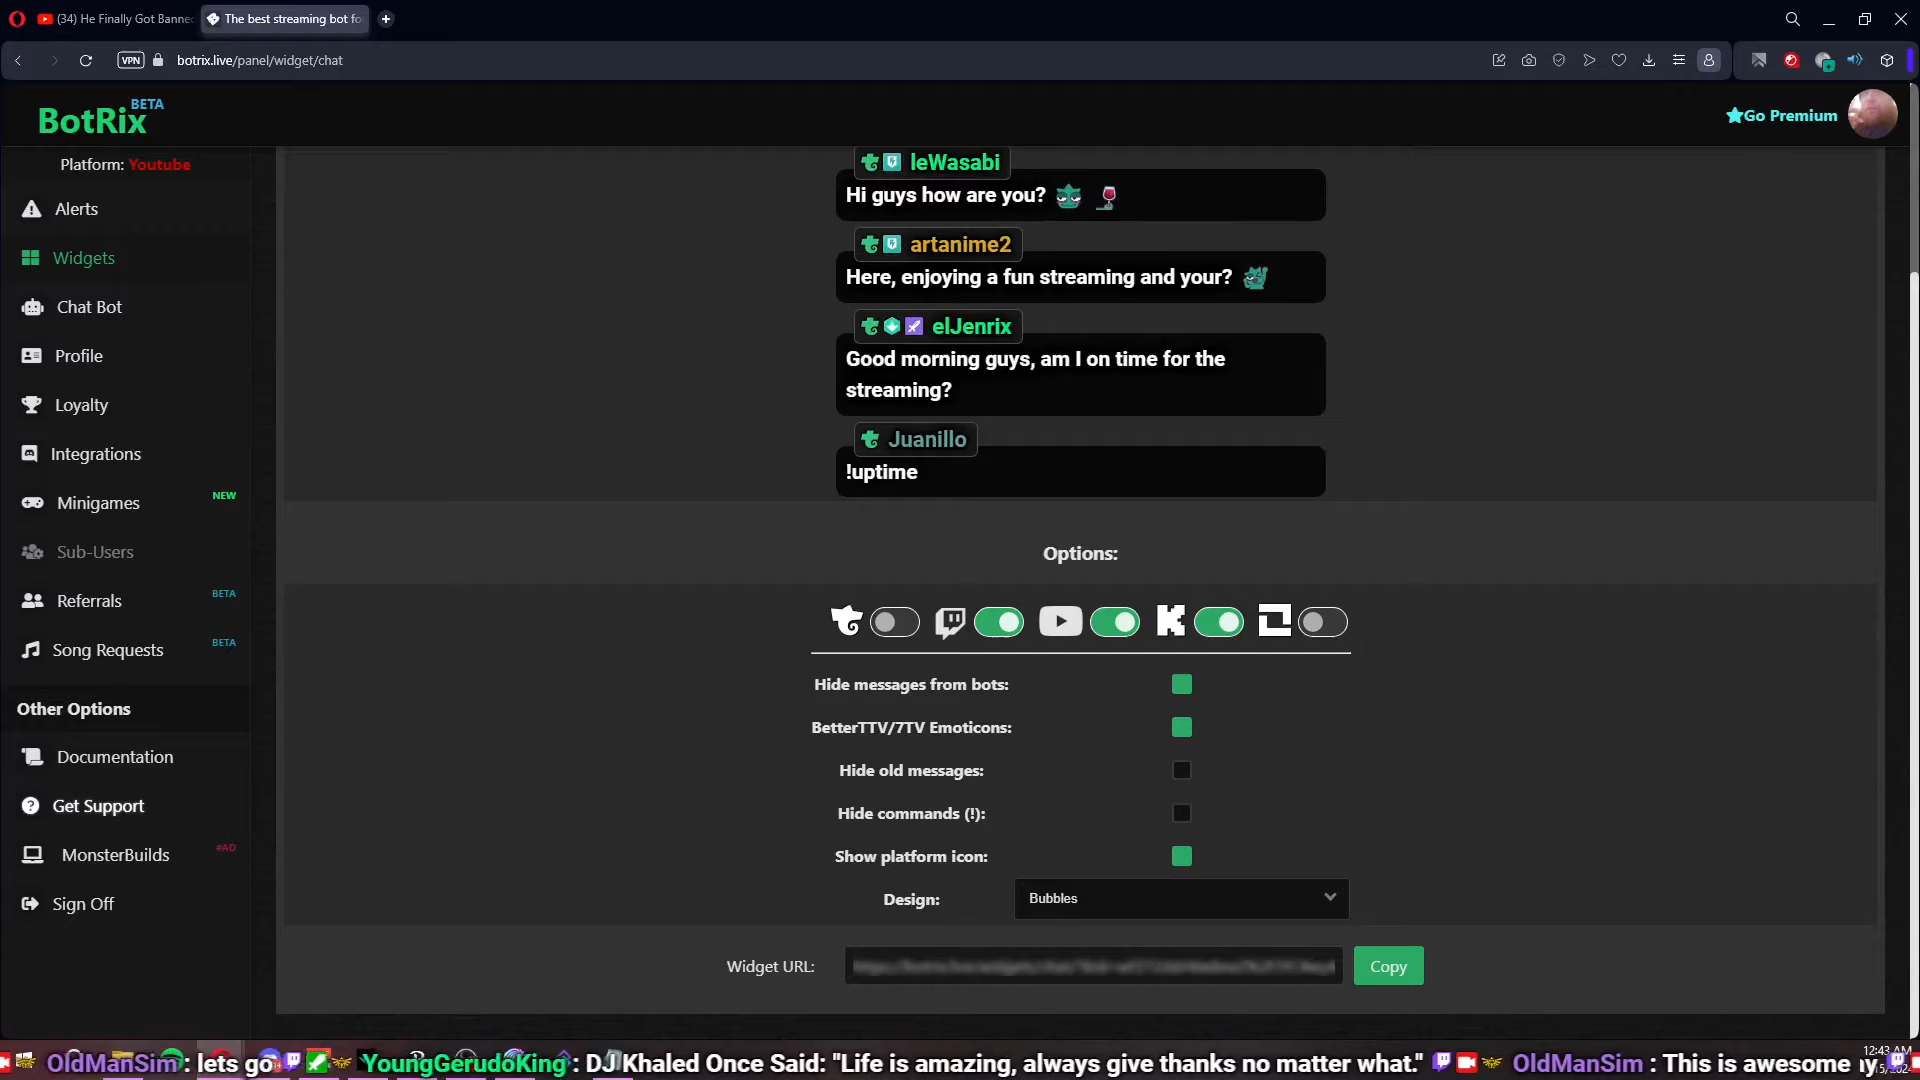 (34) He Finally Got Banne
The best streaming bot fo
VPN
botrix.live/panel/widget/chat
BotRix BETA
Go Premium
Platform: Youtube
Alerts
Widgets
Chat Bot
Profile
Loyalty
Integrations
Minigames NEW
Sub-Users
Referrals BETA
Song Requests BETA
Other Options
Documentation
Get Support
MonsterBuilds #AD
Sign Off
leWasabi
Hi guys how are you?
artanime2
Here, enjoying a fun streaming and your?
elJenrix
Good morning guys, am I on time for the
streaming?
Juanillo
!uptime
Options:
Hide messages from bots:
BetterTTV/7TV Emoticons:
Hide old messages:
Hide commands (!):
Show platform icon:
Design: Bubbles
Widget URL:
Copy
12:43 AM
OldManSim : lets go YoungGerudoKing : DJ Khaled Once Said: "Life is amazing, always give thanks no matter what." OldManSim : This is awesome